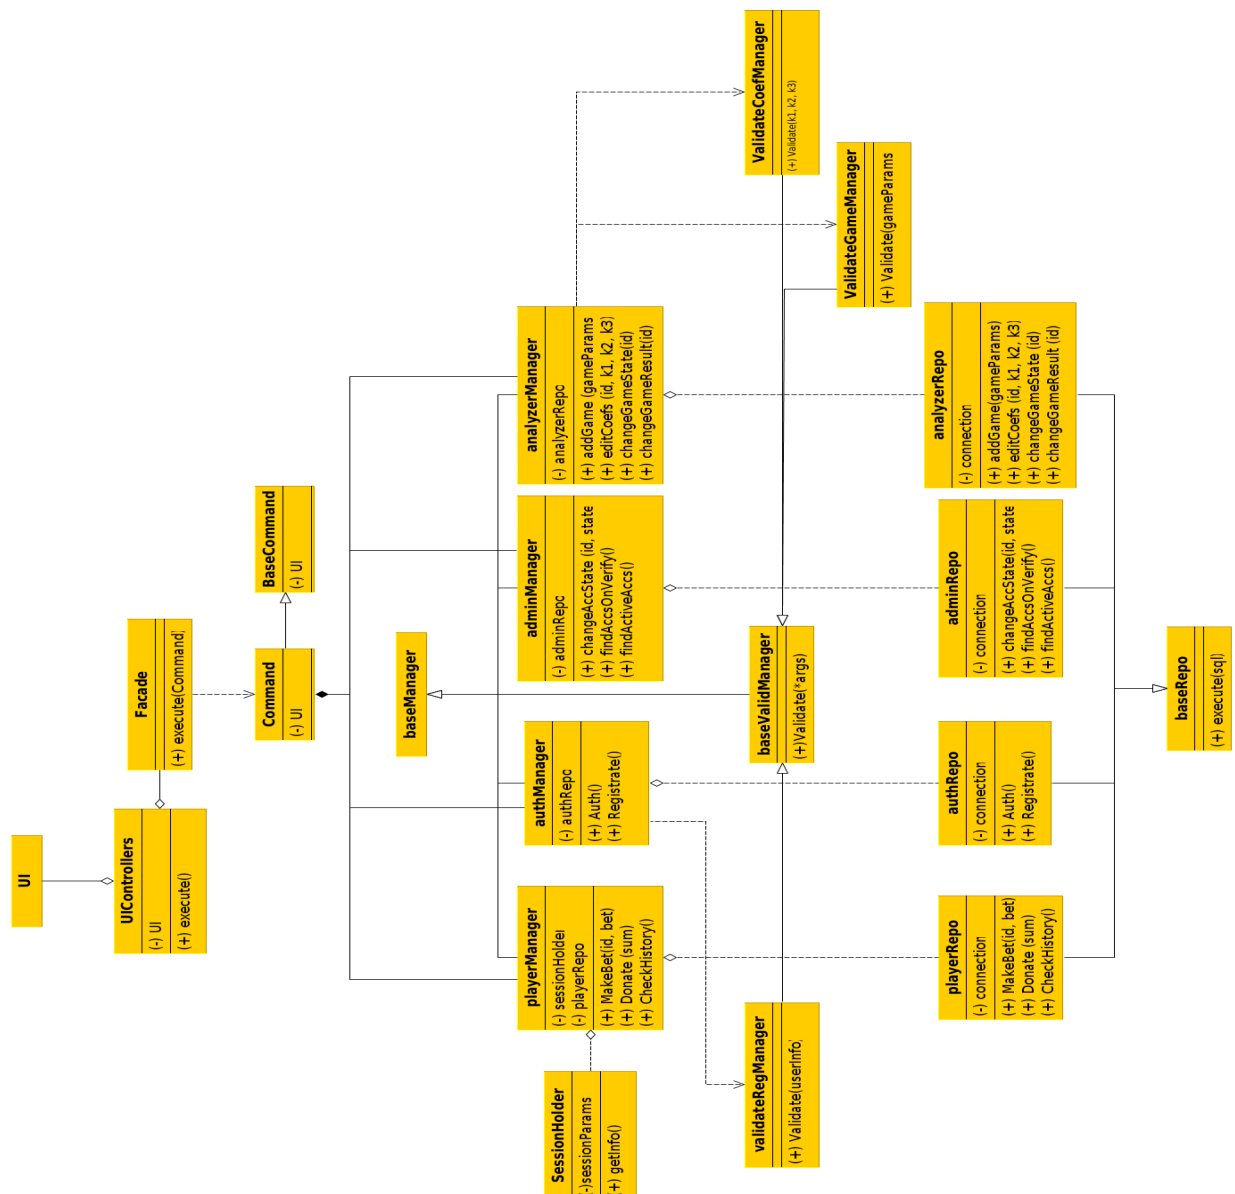 UI
UIControllers
(-) UI
(+) execute()
Facade
(+) execute(Command)
Command
(-) UI
BaseCommand
(-) UI
baseManager
SessionHolder
(-)sessionParams
(+) getInfo()
playerManager
(-) sessionHolder
(-) playerRepo
(+) MakeBet(id, bet)
(+) Donate (sum)
(+) CheckHistory()
authManager
(-) authRepo
(+) Auth()
(+) Registrate()
adminManager
(-) adminRepo
(+) changeAccState (id, state
(+) findAccsOnVerify()
(+) findActiveAccs()
analyzerManager
(-) analyzerRepo
(+) addGame (gameParams
(+) editCoefs (id, k1, k2, k3)
(+) changeGameState(id)
(+) changeGameResult(id)
validateRegManager
(+) Validate(userInfo)
baseValidManager
(+)Validate(*args)
ValidateCoefManager
(+) Validate(k1, k2, k3)
ValidateGameManager
(+) Validate(gameParams
playerRepo
(-) connection
(+) MakeBet(id, bet)
(+) Donate (sum)
(+) CheckHistory()
authRepo
(-) connection
(+) Auth()
(+) Registrate()
adminRepo
(-) connection
(+) changeAccState(id, state
(+) findAccsOnVerify()
(+) findActiveAccs()
analyzerRepo
(-) connection
(+) addGame(gameParams)
(+) editCoefs (id, k1, k2, k3)
(+) changeGameState (id)
(+) changeGameResult (id)
baseRepo
(+) execute(sql)